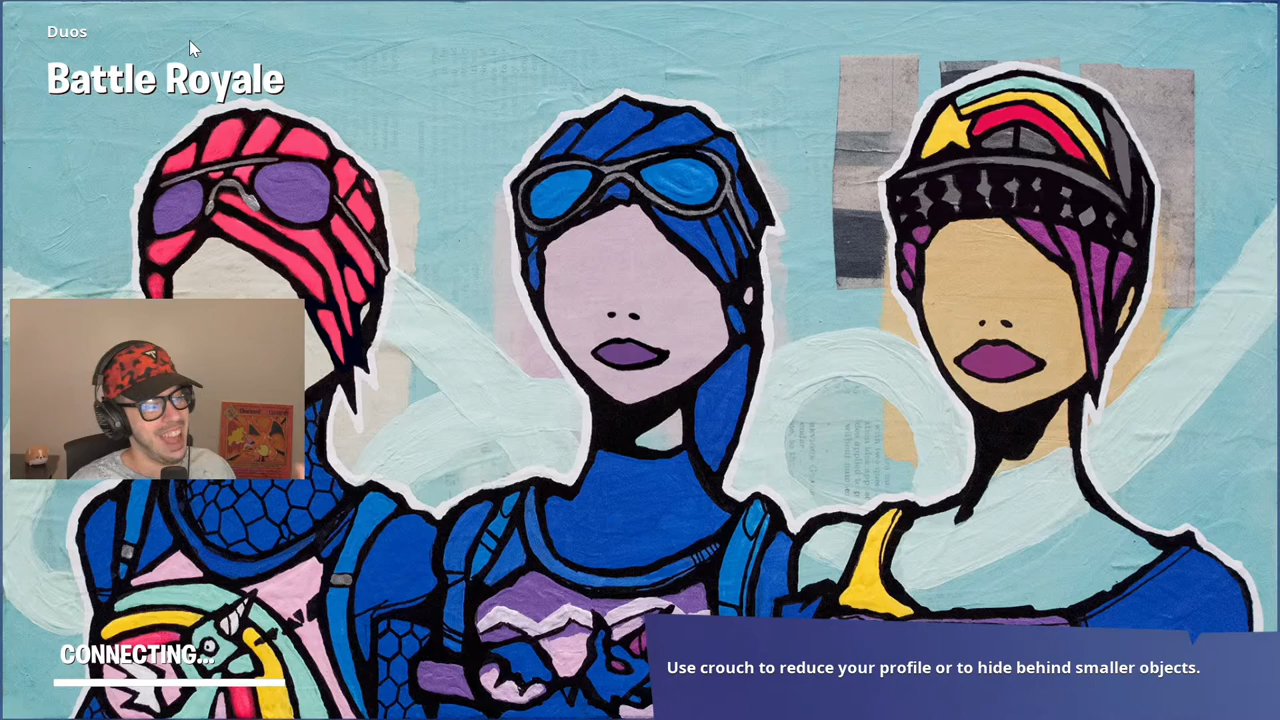 Duos
Battle Royale
CONNECTING...
Use crouch to reduce your profile or to hide behind smaller objects.